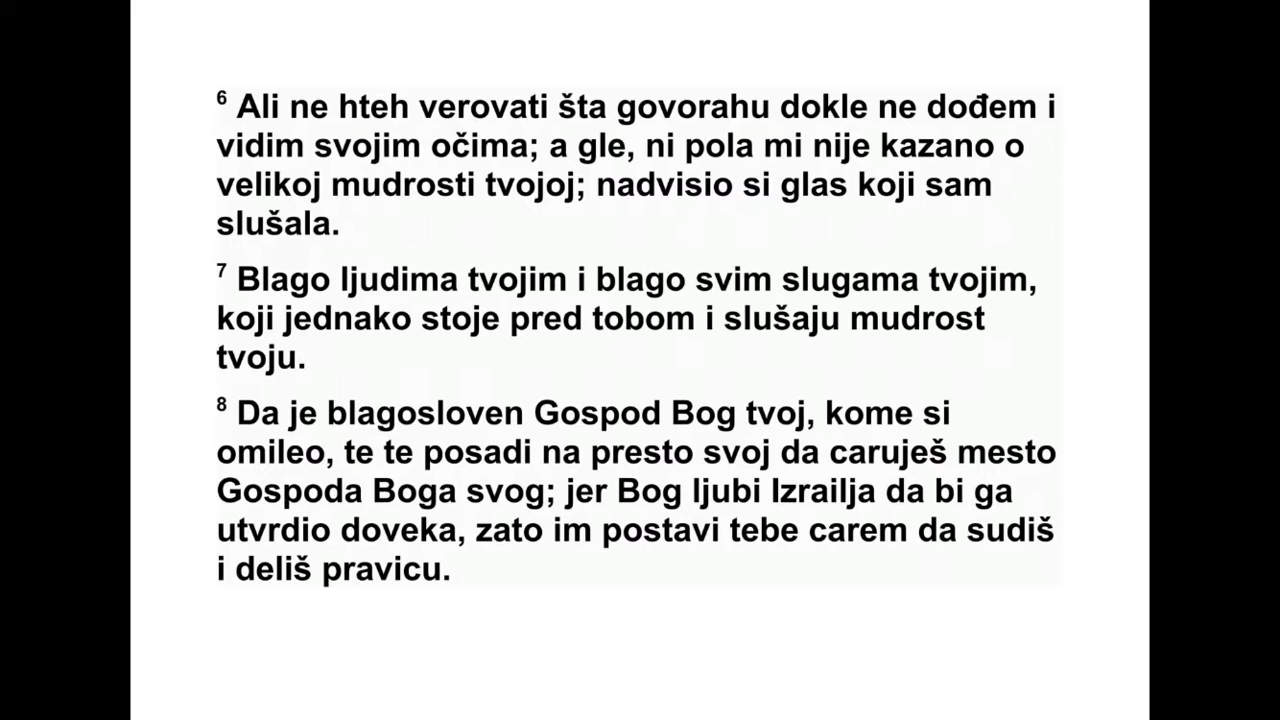 6 Ali ne hteh verovati šta govorahu dokle ne dođem i
vidim svojim očima; a gle, ni pola mi nije kazano o
velikoj mudrosti tvojoj; nadvisio si glas koji sam
slušala.
7 Blago ljudima tvojim i blago svim slugama tvojim,
koji jednako stoje pred tobom i slušaju mudrost
tvoju.
8 Da je blagosloven Gospod Bog tvoj, kome si
omileo, te te posadi na presto svoj da caruješ mesto
Gospoda Boga svog; jer Bog ljubi Izrailja da bi ga
utvrdio doveka, zato im postavi tebe carem da sudiš
i deliš pravicu.